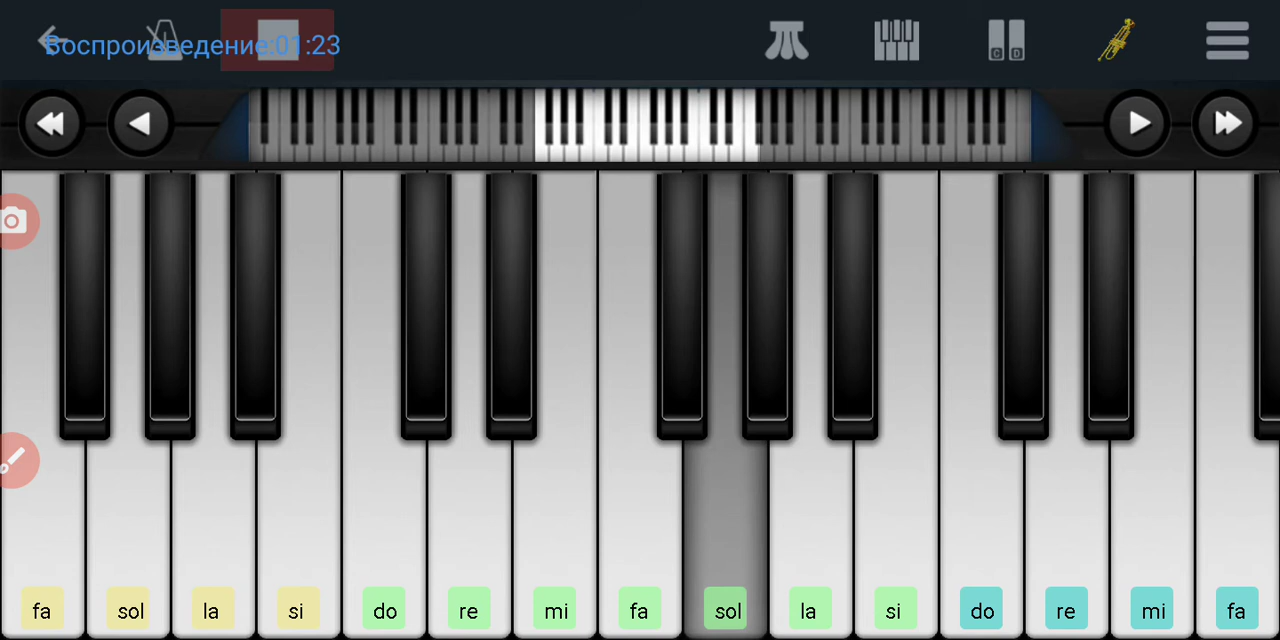 Воспроизведение:01:23
C D
fa sol la si do re mi fa sol la si do re mi fa